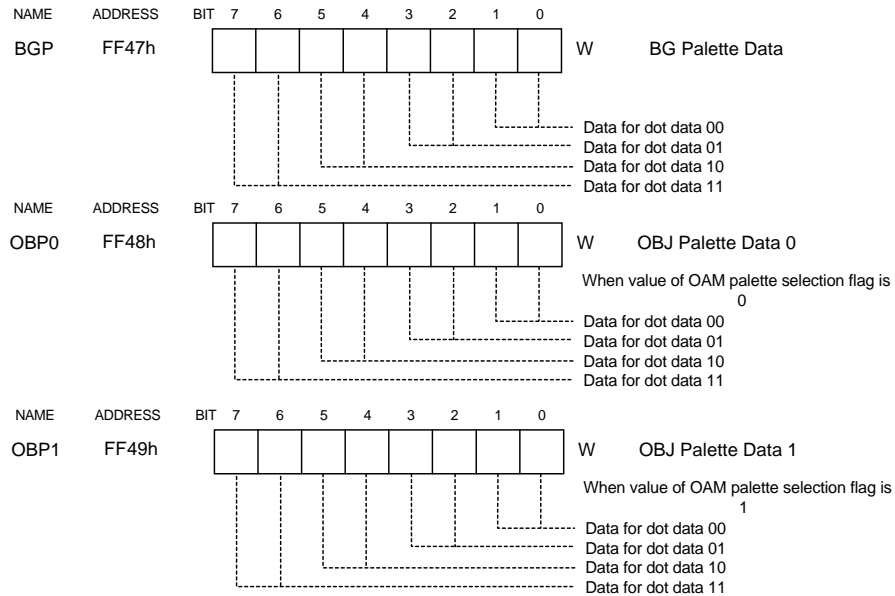 NAME ADDRESS BIT 7 6 5 4 3 2 1 0
BGP FF47h W BG Palette Data
Data for dot data 00
Data for dot data 01
Data for dot data 10
Data for dot data 11
NAME ADDRESS BIT 7 6 5 4 3 2 1 0
OBP0 FF48h W OBJ Palette Data 0
When value of OAM palette selection flag is
0
Data for dot data 00
Data for dot data 01
Data for dot data 10
Data for dot data 11
NAME ADDRESS BIT 7 6 5 4 3 2 1 0
OBP1 FF49h W OBJ Palette Data 1
When value of OAM palette selection flag is
1
Data for dot data 00
Data for dot data 01
Data for dot data 10
Data for dot data 11